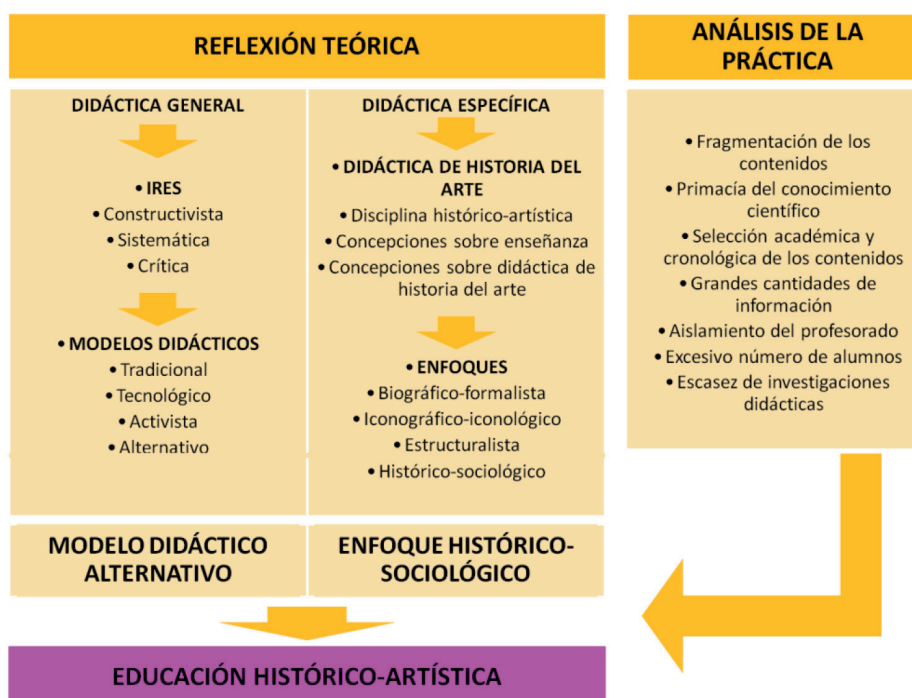 REFLEXIÓN TEÓRICA
DIDÁCTICA GENERAL
• IRES
• Constructivista
• Sistemática
• Crítica
• MODELOS DIDÁCTICOS
• Tradicional
• Tecnológico
• Activista
• Alternativo
MODELO DIDÁCTICO
ALTERNATIVO
DIDÁCTICA ESPECÍFICA
• DIDÁCTICA DE HISTORIA DEL
ARTE
• Disciplina histórico-artística
• Concepciones sobre enseñanza
• Concepciones sobre didáctica de
historia del arte
• ENFOQUES
• Biográfico-formalista
• Iconográfico-iconológico
• Estructuralista
• Histórico-sociológico
ENFOQUE HISTÓRICO-
SOCIOLÓGICO
ANÁLISIS DE LA
PRÁCTICA
• Fragmentación de los
contenidos
• Primacía del conocimiento
científico
• Selección académica y
cronológica de los contenidos
• Grandes cantidades de
información
• Aislamiento del profesorado
• Excesivo número de alumnos
• Escasez de investigaciones
didácticas
EDUCACIÓN HISTÓRICO-ARTÍSTICA